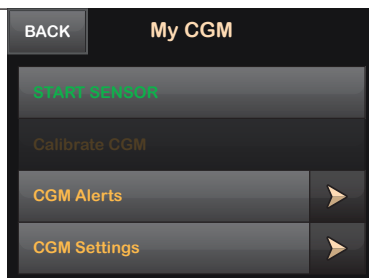 BACK
My CGM
START SENSOR
Calibrate CGM
CGM Alerts
CGM Settings